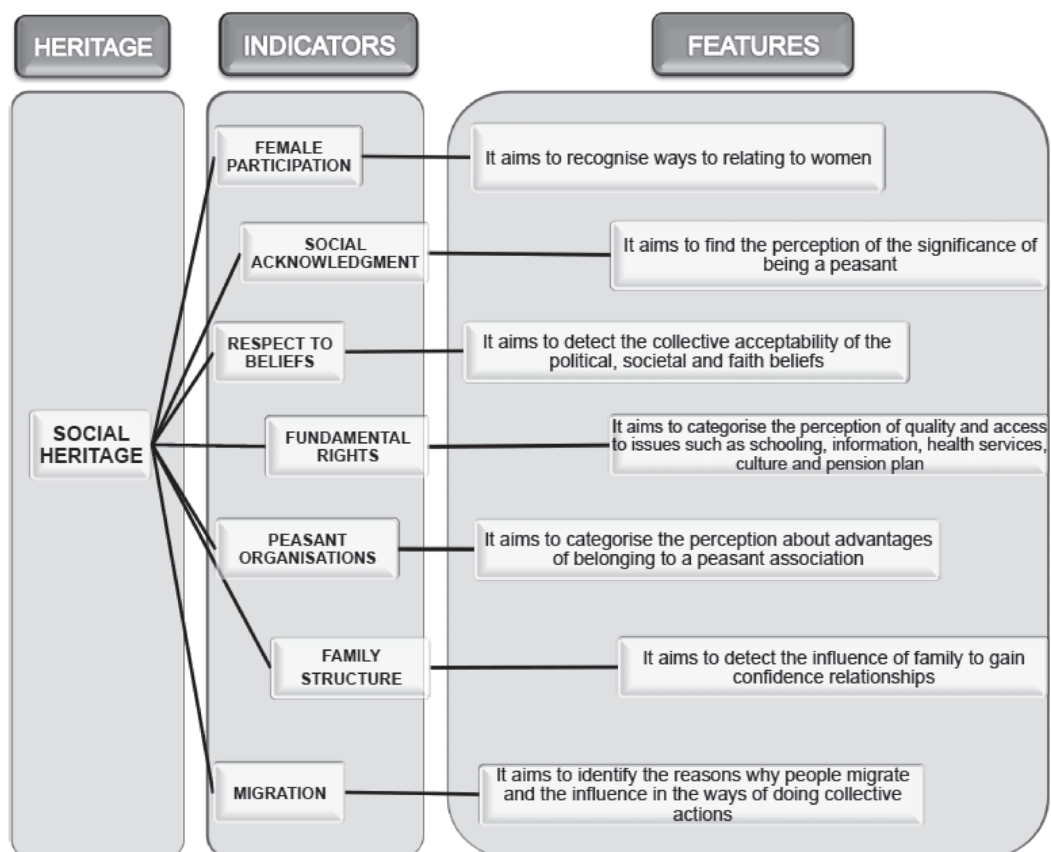 HERITAGE
INDICATORS
FEATURES
FEMALE
PARTICIPATION
It aims to recognise ways to relating to women
SOCIAL
ACKNOWLEDGMENT
It aims to find the perception of the significance of
being a peasant
RESPECT TO
BELIEFS
It aims to detect the collective acceptability of the
political, societal and faith beliefs
SOCIAL
HERITAGE
FUNDAMENTAL
RIGHTS
It aims to categorise the perception of quality and access
to issues such as schooling, information, health services,
culture and pension plan
PEASANT
ORGANISATIONS
It aims to categorise the perception about advantages
of belonging to a peasant association
FAMILY
STRUCTURE
It aims to detect the influence of family to gain
confidence relationships
MIGRATION
It aims to identify the reasons why people migrate
and the influence in the ways of doing collective
actions